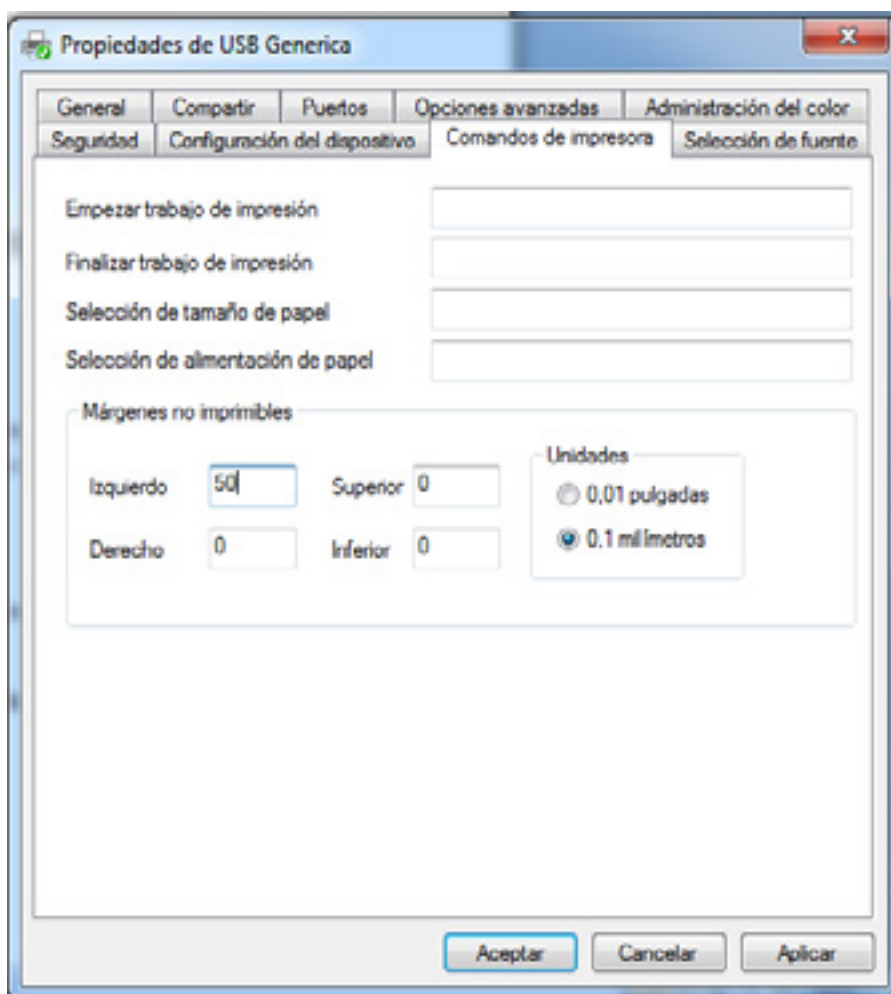 Propiedades de USB Generica
General Compartir Puertos Opciones avanzadas Administración del color
Seguridad Configuración del dispositivo Comandos de impresora Selección de fuente
Empezar trabajo de impresión
Finalizar trabajo de impresión
Selección de tamaño de papel
Selección de alimentación de papel
Márgenes no imprimibles
Izquierdo 50 Superior 0
Derecho 0 Inferior 0
Unidades
0,01 pulgadas
0.1 milímetros
Aceptar Cancelar Aplicar